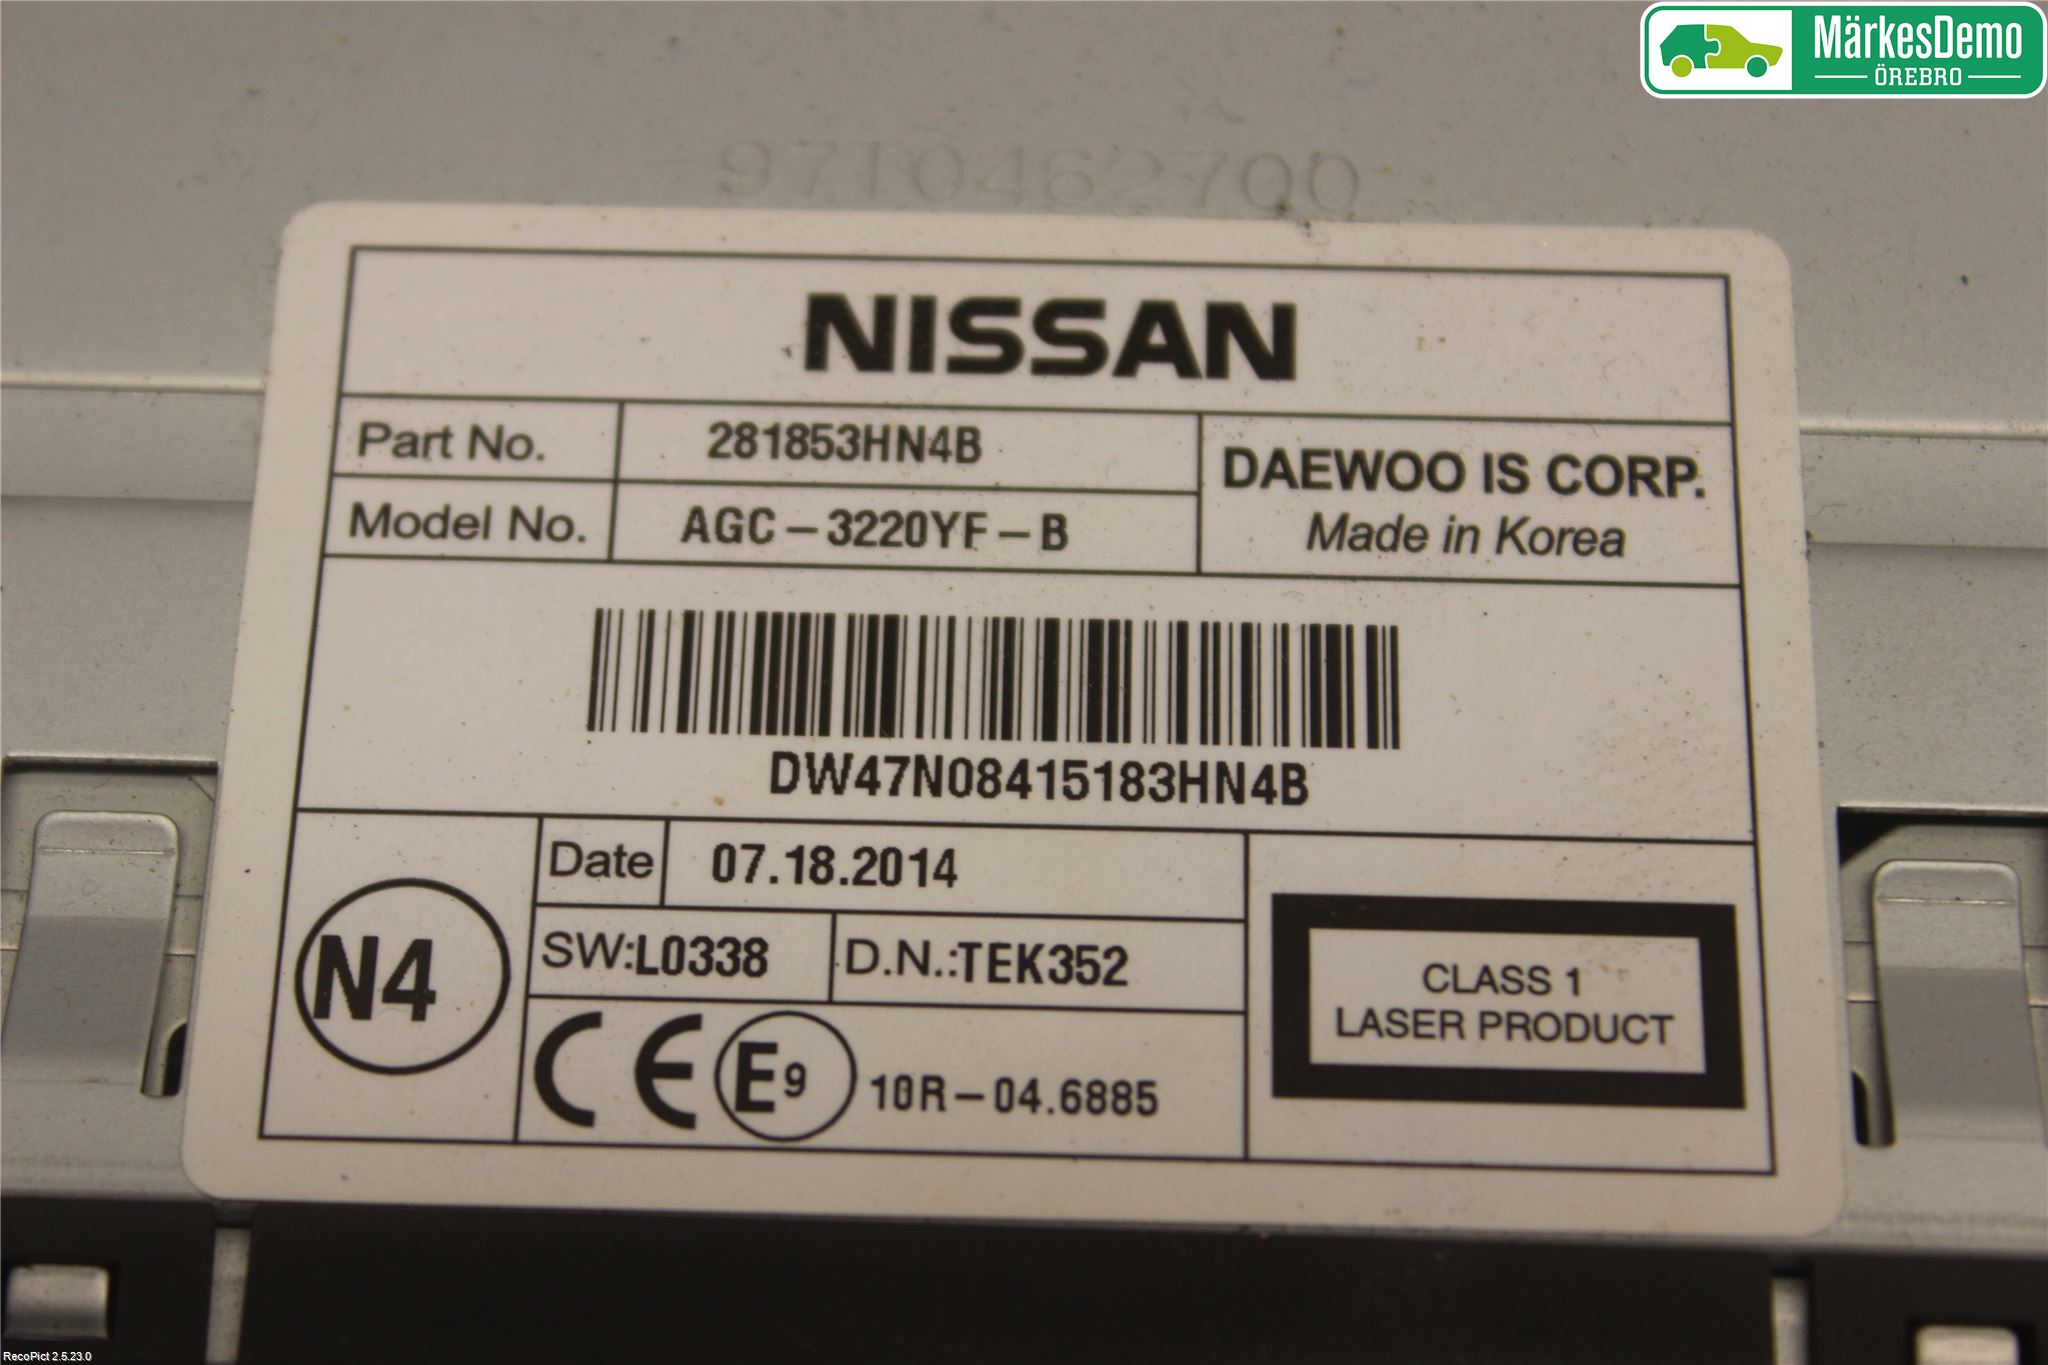 MärkesDemo
ÖREBRO
97T0462700
NISSAN
Part No. 281853HN4B
Model No. AGC-3220YF-B
DAEWOO IS CORP.
Made in Korea
DW47N08415183HN4B
N4
Date 07.18.2014
SW:L0338 D.N.:TEK352
CE E9 10R-04.6885
CLASS 1
LASER PRODUCT
RecoPict 2.5.23.0